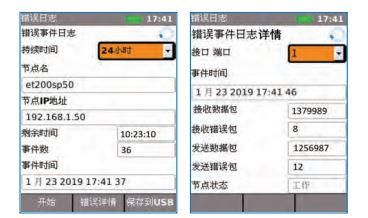 错误日志 17:41
错误事件日志
持续时间 24小时
节点名
et200sp50
节点IP地址
192.168.1.50
剩余时间 10:23:10
事件数 36
事件时间
1 月 23 2019 17:41 37
开始 错误详情 保存到USB
错误日志 17:41
错误事件日志详情
接口 端口 1
事件时间
1 月 23 2019 17:41 46
接收数据包 1379989
接收错误包 8
发送数据包 1256987
发送错误包 12
节点状态 工作